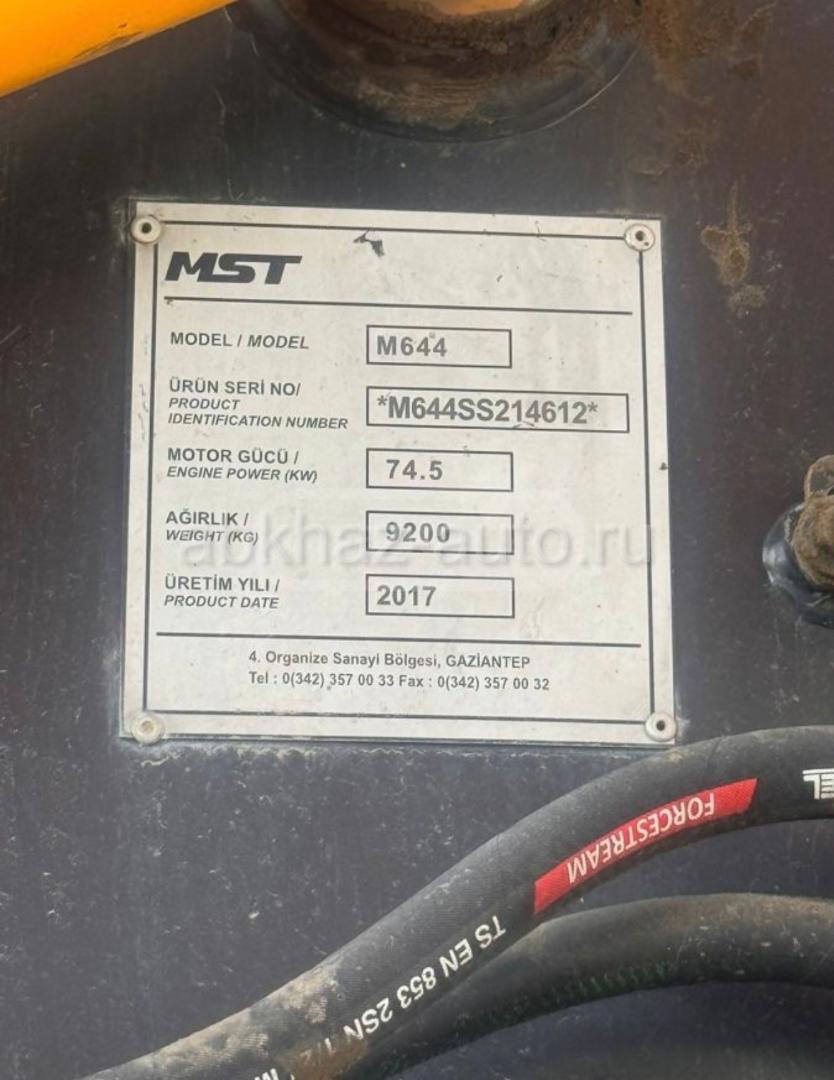 MST
MODEL / MODEL
M644
ÜRÜN SERİ NO/
PRODUCT
IDENTIFICATION NUMBER
*M644SS214612*
MOTOR GÜCÜ /
ENGINE POWER (KW)
74.5
AĞIRLIK /
WEIGHT (KG)
9200
ÜRETİM YILI /
PRODUCT DATE
2017
4. Organize Sanayi Bölgesi, GAZİANTEP
Tel : 0(342) 357 00 33 Fax : 0(342) 357 00 32
abkhaz-auto.ru
FORCESTREAM
TS EN 853 2SN